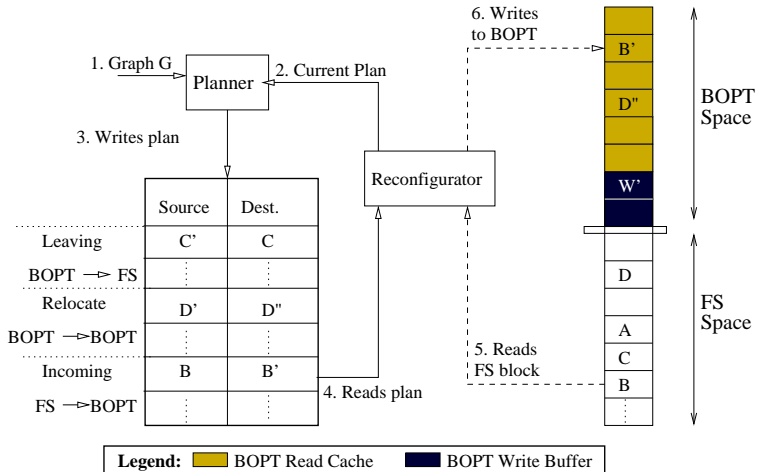 6. Writes
to BOPT
1. Graph G
Planner
2. Current Plan
B'
D"
BOPT
Space
3. Writes plan
Reconfigurator
W'
Source Dest.
Leaving
C' C
BOPT FS
D
Relocate
D' D"
FS
Space
BOPT BOPT
A
5. Reads
FS block
C
Incoming
B B'
B
4. Reads plan
FS BOPT
Legend: BOPT Read Cache BOPT Write Buffer